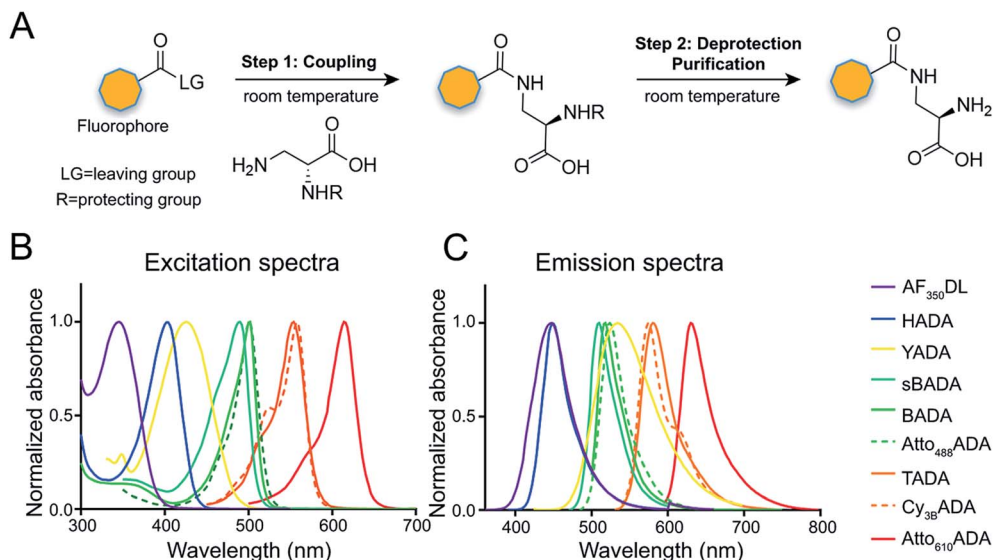 A
O
LG
Fluorophore
LG=leaving group
R=protecting group
Step 1: Coupling
room temperature
O
H₂N
OH
NHR
O
NH
NHR
O
OH
Step 2: Deprotection
Purification
room temperature
O
NH
NH₂
O
OH
B
Excitation spectra
Normalized absorbance
1.0
0.5
0.0
300
400
500
600
700
Wavelength (nm)
C
Emission spectra
Normalized absorbance
1.0
0.5
0.0
400
500
600
700
800
Wavelength (nm)
AF₃₅₀DL
HADA
YADA
sBADA
BADA
Atto₄₈₈ADA
TADA
Cy₃BADA
Atto₆₁₀ADA